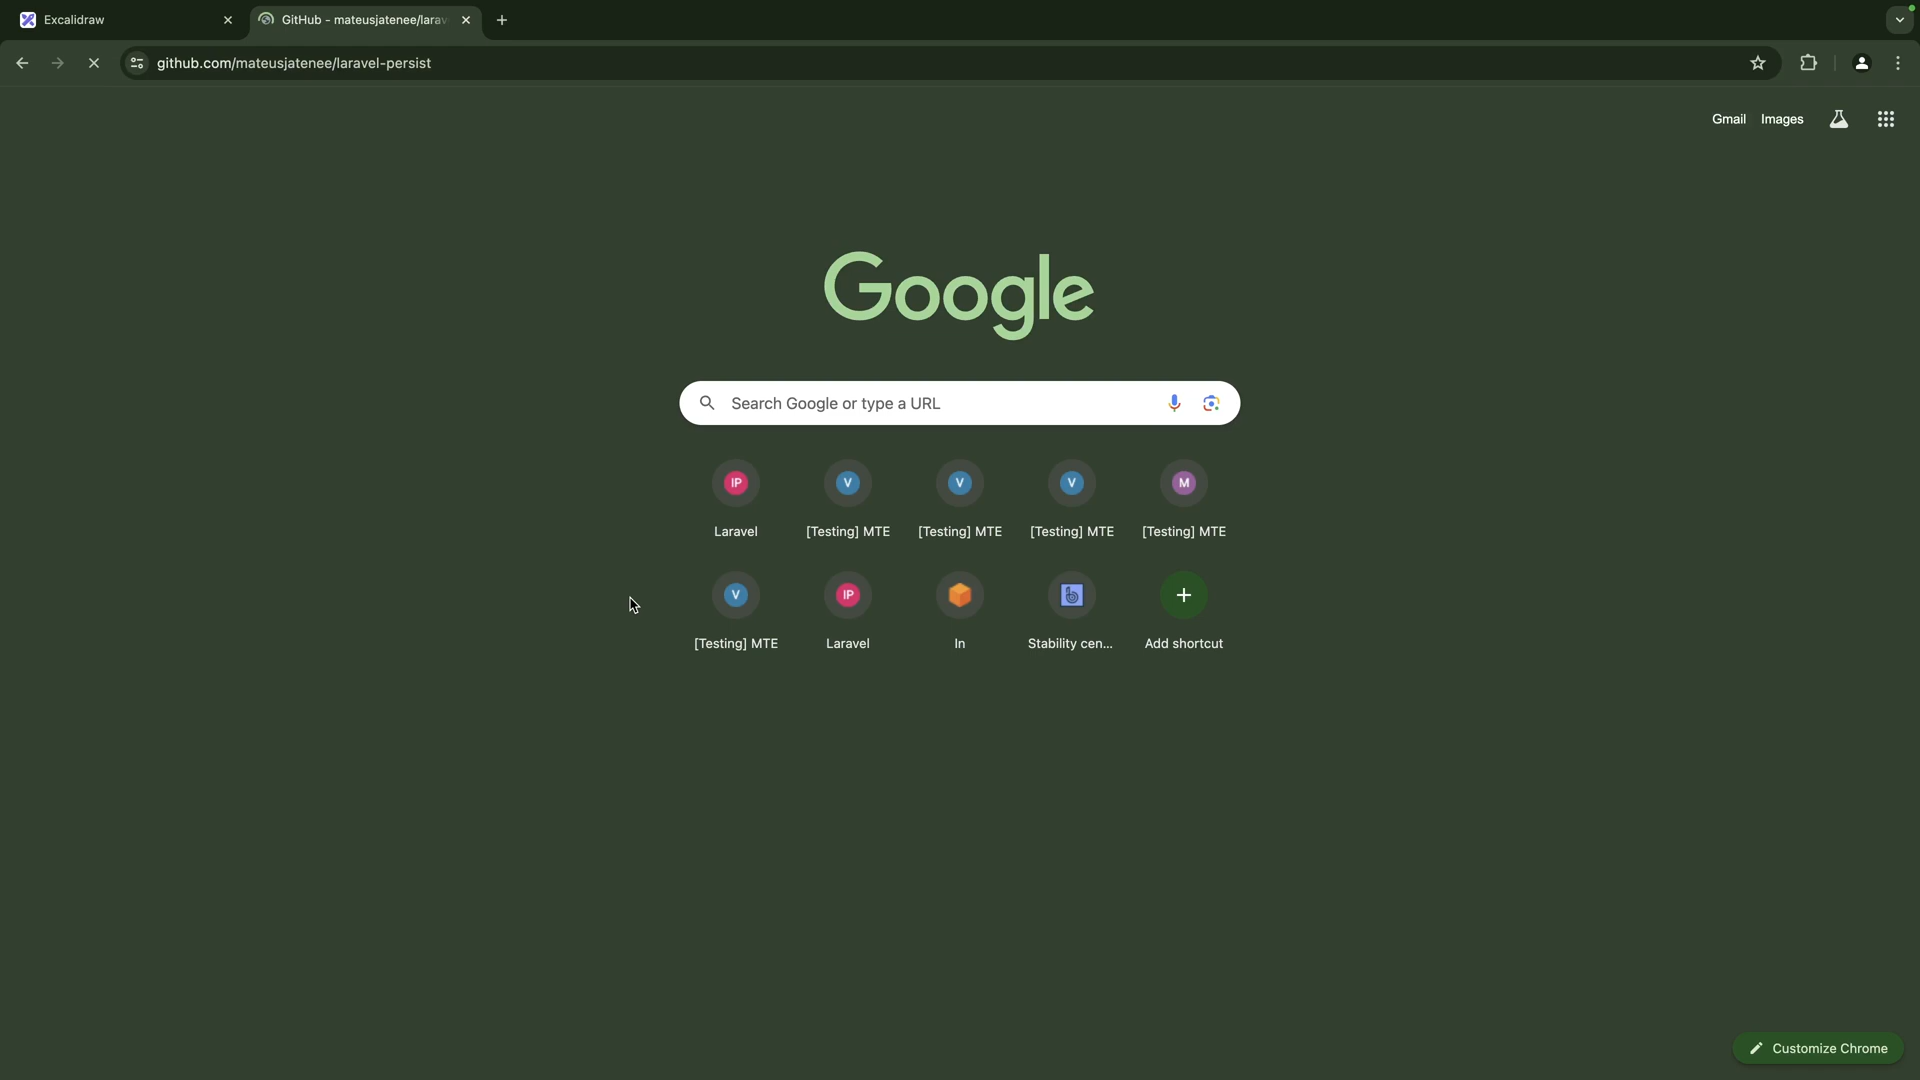 Excalidraw
GitHub - mateusjatenee/larav
github.com/mateusjatenee/laravel-persist
Gmail Images
Google
Search Google or type a URL
IP V V V M
Laravel [Testing] MTE [Testing] MTE [Testing] MTE [Testing] MTE
V IP
[Testing] MTE Laravel In Stability cen... Add shortcut
Customize Chrome